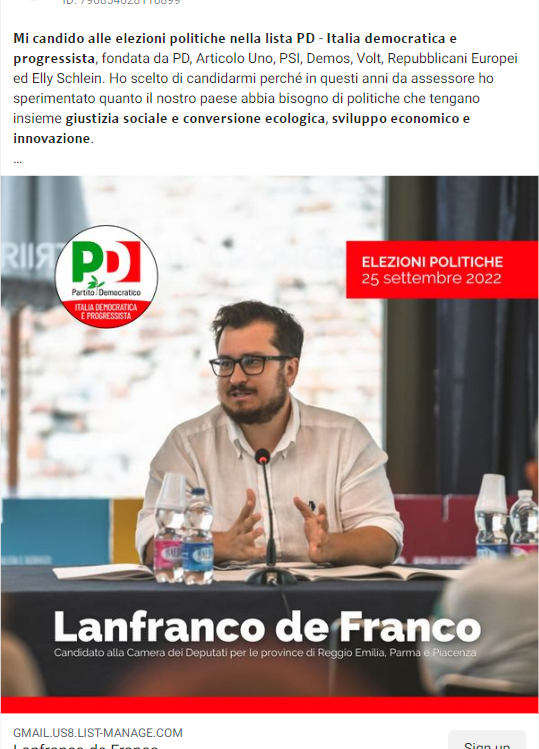 Mi candido alle elezioni politiche nella lista PD - Italia democratica e
progressista, fondata da PD, Articolo Uno, PSI, Demos, Volt, Repubblicani Europei
ed Elly Schlein. Ho scelto di candidarmi perché in questi anni da assessore ho
sperimentato quanto il nostro paese abbia bisogno di politiche che tengano
insieme giustizia sociale e conversione ecologica, sviluppo economico e
innovazione.
...
PD
Partito Democratico
ITALIA DEMOCRATICA
E PROGRESSISTA
ELEZIONI POLITICHE
25 settembre 2022
Lanfranco de Franco
Candidato alla Camera dei Deputati per le province di Reggio Emilia, Parma e Piacenza
GMAIL.US8.LIST-MANAGE.COM
Lanfranco de Franco
Sign up